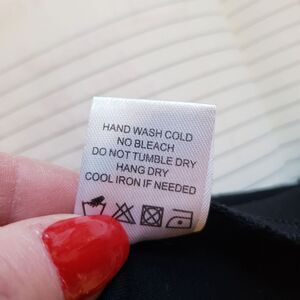 HAND WASH COLD
NO BLEACH
DO NOT TUMBLE DRY
HANG DRY
COOL IRON IF NEEDED